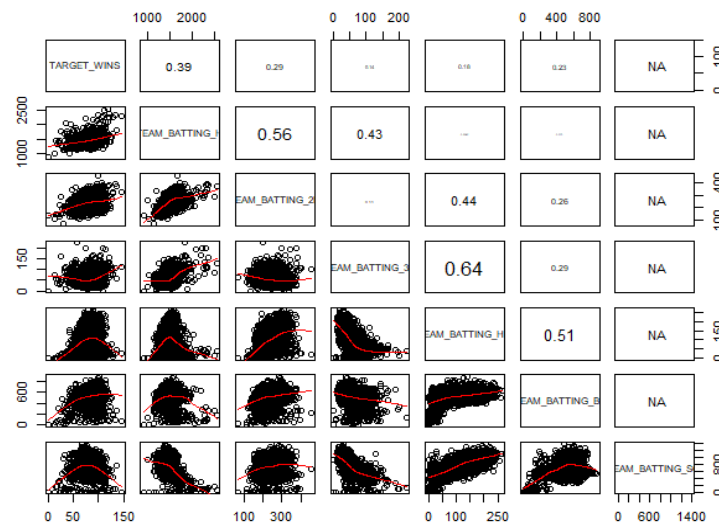 1000 2000 0 100 200 0 400 800
TARGET_WINS 0.39 0.29 0.23 NA 0 100
1000 2500 TEAM_BATTING_H 0.56 0.43 NA
EAM_BATTING_2 0.44 0.26 NA 100 400
0 150 EAM_BATTING_3 0.64 0.29 NA
EAM_BATTING_H 0.51 NA 0 150
0 600 EAM_BATTING_B NA
EAM_BATTING_S 0 800
0 50 150 100 300 0 100 250 0 600 1400